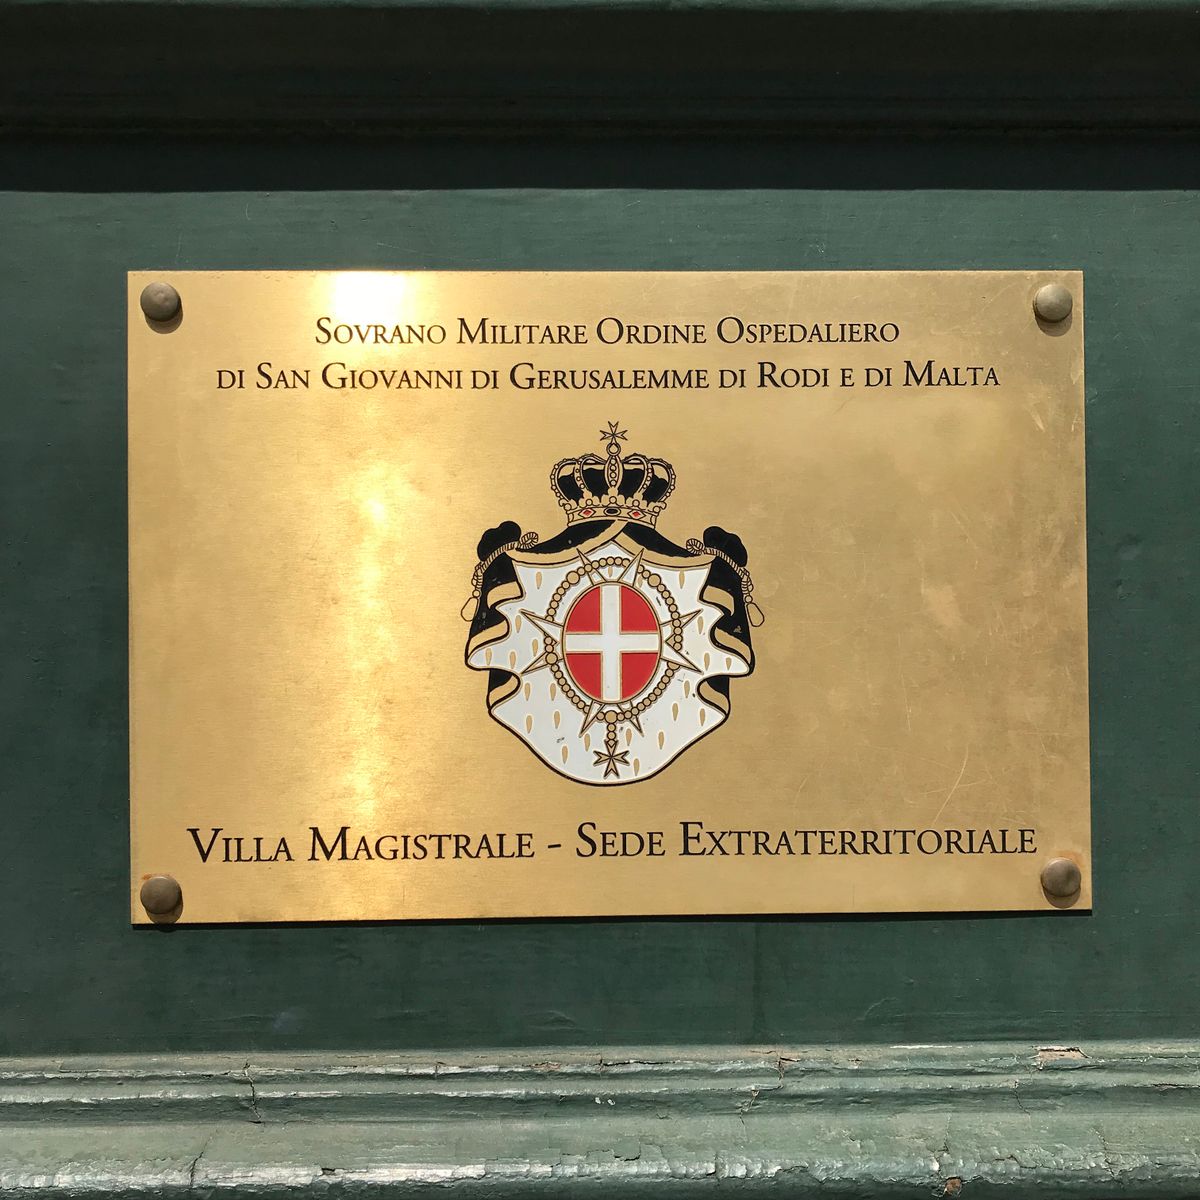 Sovrano Militare Ordine Ospedaliero
di San Giovanni di Gerusalemme di Rodi e di Malta
Villa Magistrale - Sede Extraterritoriale